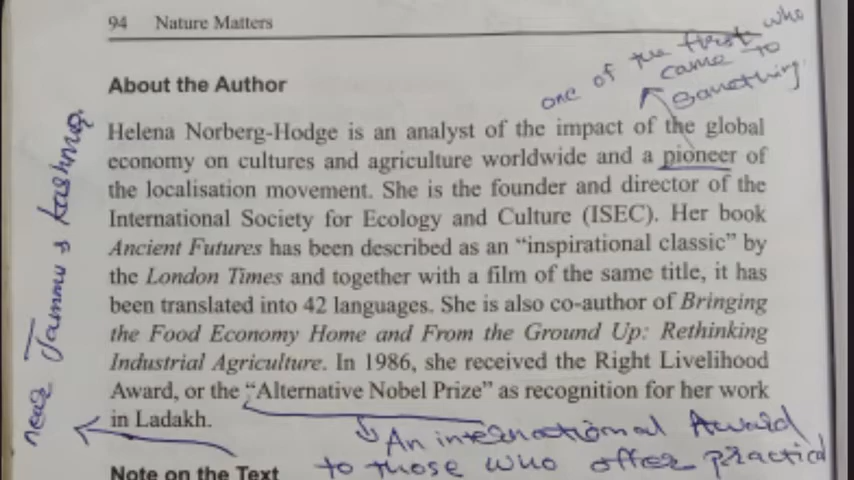 94 Nature Matters
one of the first who
came to
something.
About the Author
Helena Norberg-Hodge is an analyst of the impact of the global
economy on cultures and agriculture worldwide and a pioneer of
the localisation movement. She is the founder and director of the
International Society for Ecology and Culture (ISEC). Her book
Ancient Futures has been described as an “inspirational classic” by
the London Times and together with a film of the same title, it has
been translated into 42 languages. She is also co-author of Bringing
the Food Economy Home and From the Ground Up: Rethinking
Industrial Agriculture. In 1986, she received the Right Livelihood
Award, or the “Alternative Nobel Prize” as recognition for her work
in Ladakh.
near Jammu & Kashmir
An international Award
to those who offer practical
Note on the Text